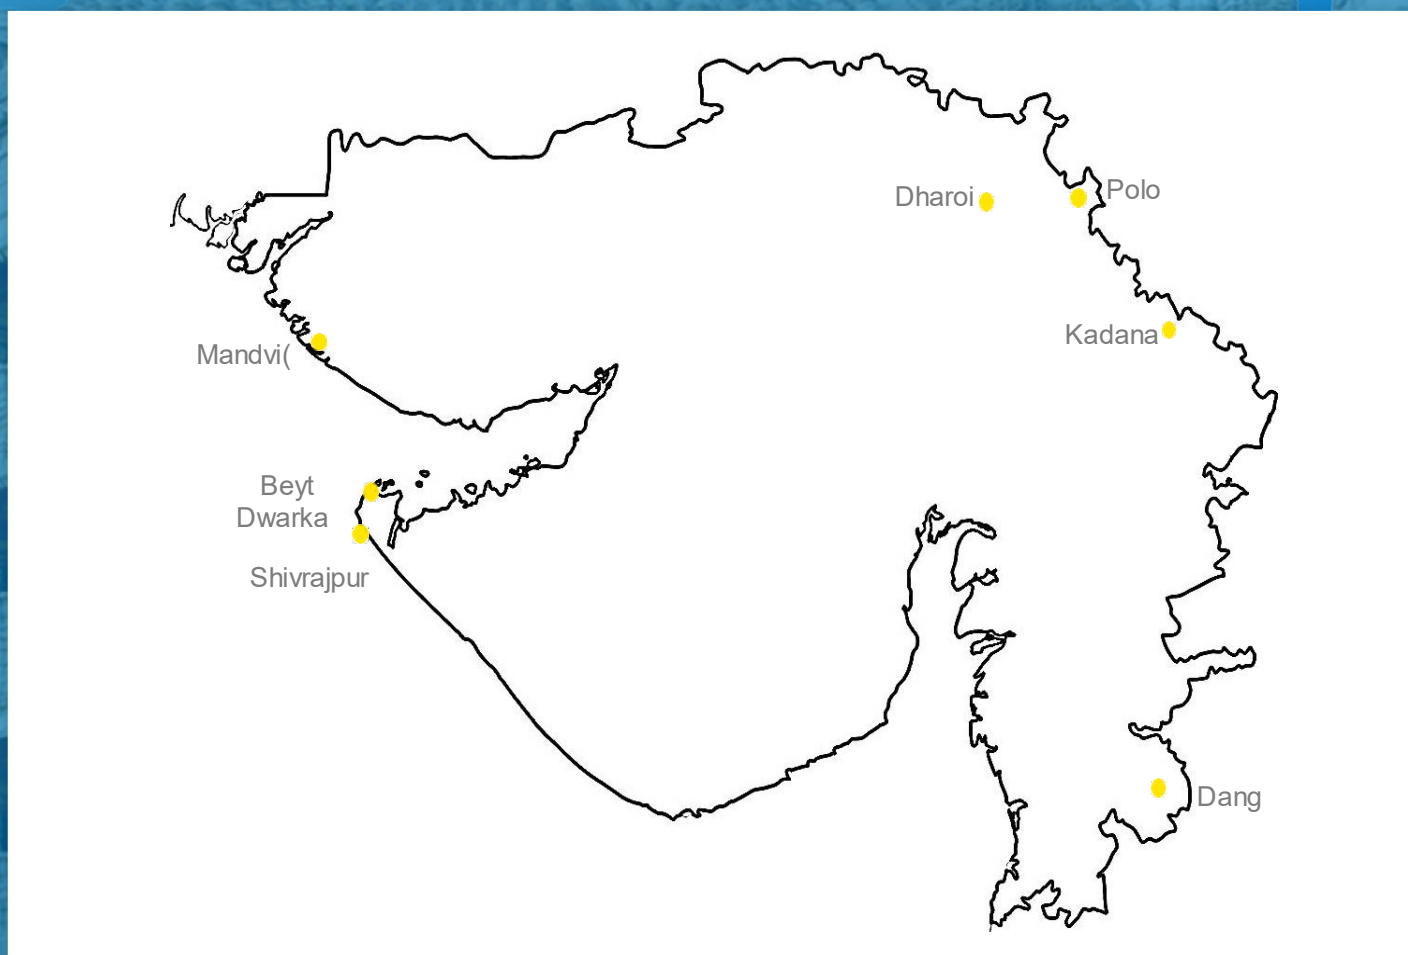 Dharoi
Polo
Kadana
Mandvi(
Beyt
Dwarka
Shivrajpur
Dang